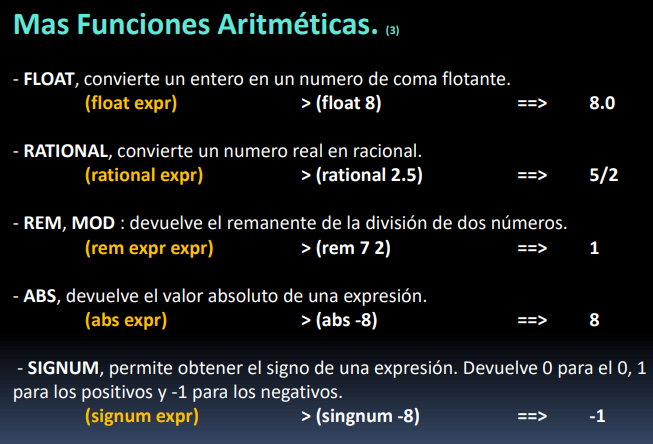 Mas Funciones Aritméticas. (3)
- FLOAT, convierte un entero en un numero de coma flotante.
(float expr) > (float 8) ==> 8.0
- RATIONAL, convierte un numero real en racional.
(rational expr) > (rational 2.5) ==> 5/2
- REM, MOD : devuelve el remanente de la división de dos números.
(rem expr expr) > (rem 7 2) ==> 1
- ABS, devuelve el valor absoluto de una expresión.
(abs expr) > (abs -8) ==> 8
- SIGNUM, permite obtener el signo de una expresión. Devuelve 0 para el 0, 1
para los positivos y -1 para los negativos.
(signum expr) > (singnum -8) ==> -1